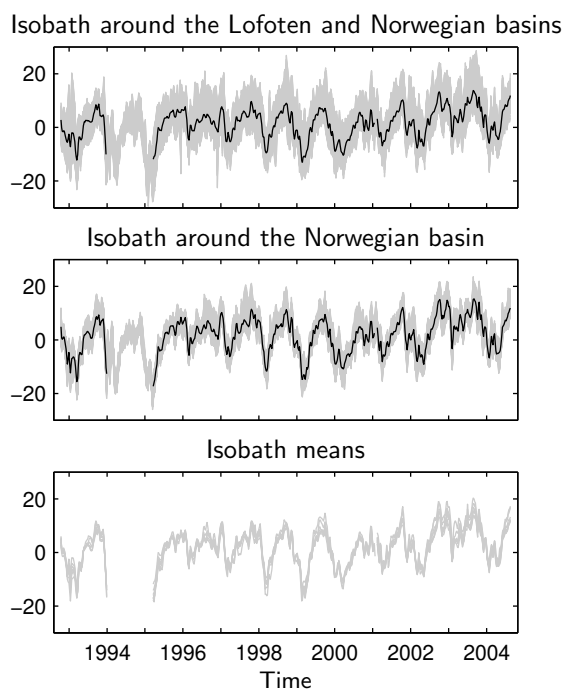 Isobath around the Lofoten and Norwegian basins
20
0
−20
Isobath around the Norwegian basin
20
0
−20
Isobath means
20
0
−20
1994 1996 1998 2000 2002 2004
Time